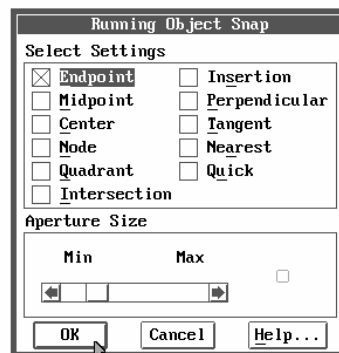 Running Object Snap
Select Settings
Endpoint Insertion
Midpoint Perpendicular
Center Tangent
Node Nearest
Quadrant Quick
Intersection
Aperture Size
Min Max
OK Cancel Help...